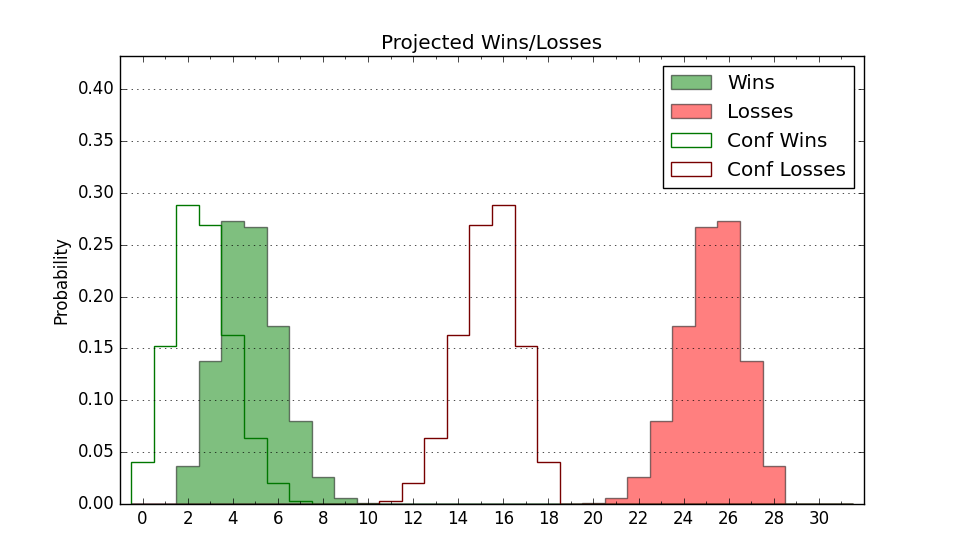 Projected Wins/Losses
Wins
Losses
Conf Wins
Conf Losses
Probability
0.40
0.35
0.30
0.25
0.20
0.15
0.10
0.05
0.00
0 2 4 6 8 10 12 14 16 18 20 22 24 26 28 30